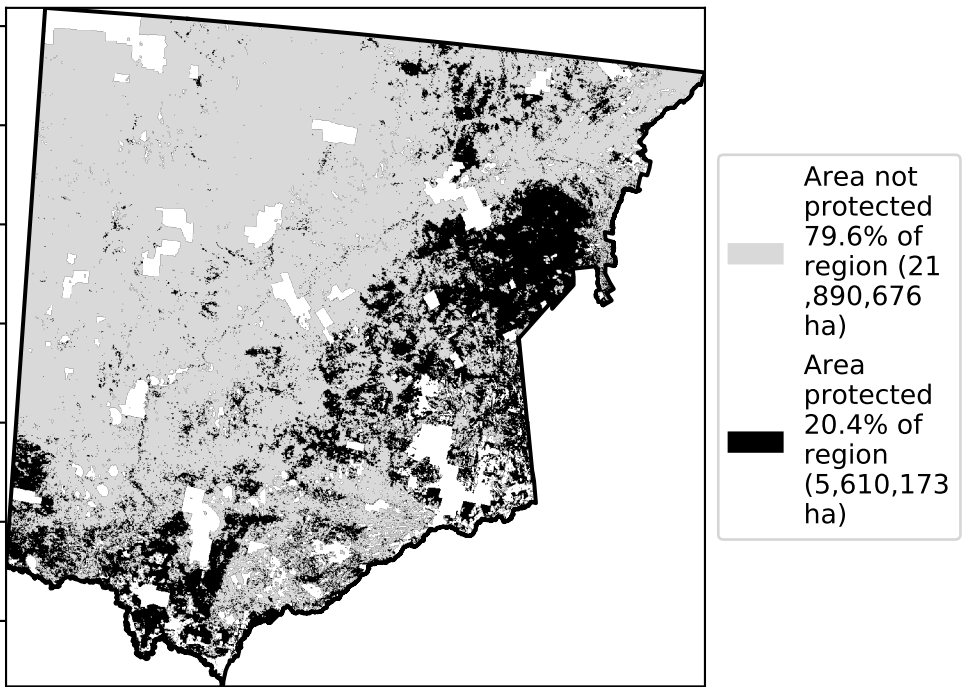 Area not
protected
79.6% of
region (21
,890,676
ha)
Area
protected
20.4% of
region
(5,610,173
ha)